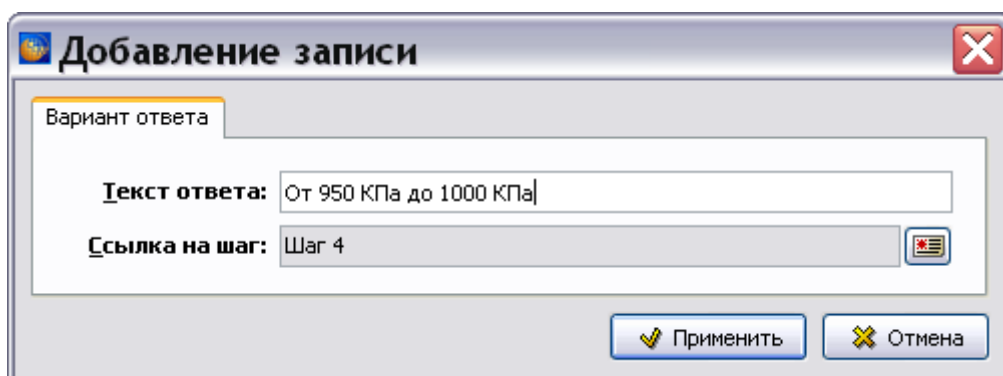 Добавление записи
Вариант ответа
Текст ответа: От 950 КПа до 1000 КПа
Ссылка на шаг: Шаг 4
Применить Отмена